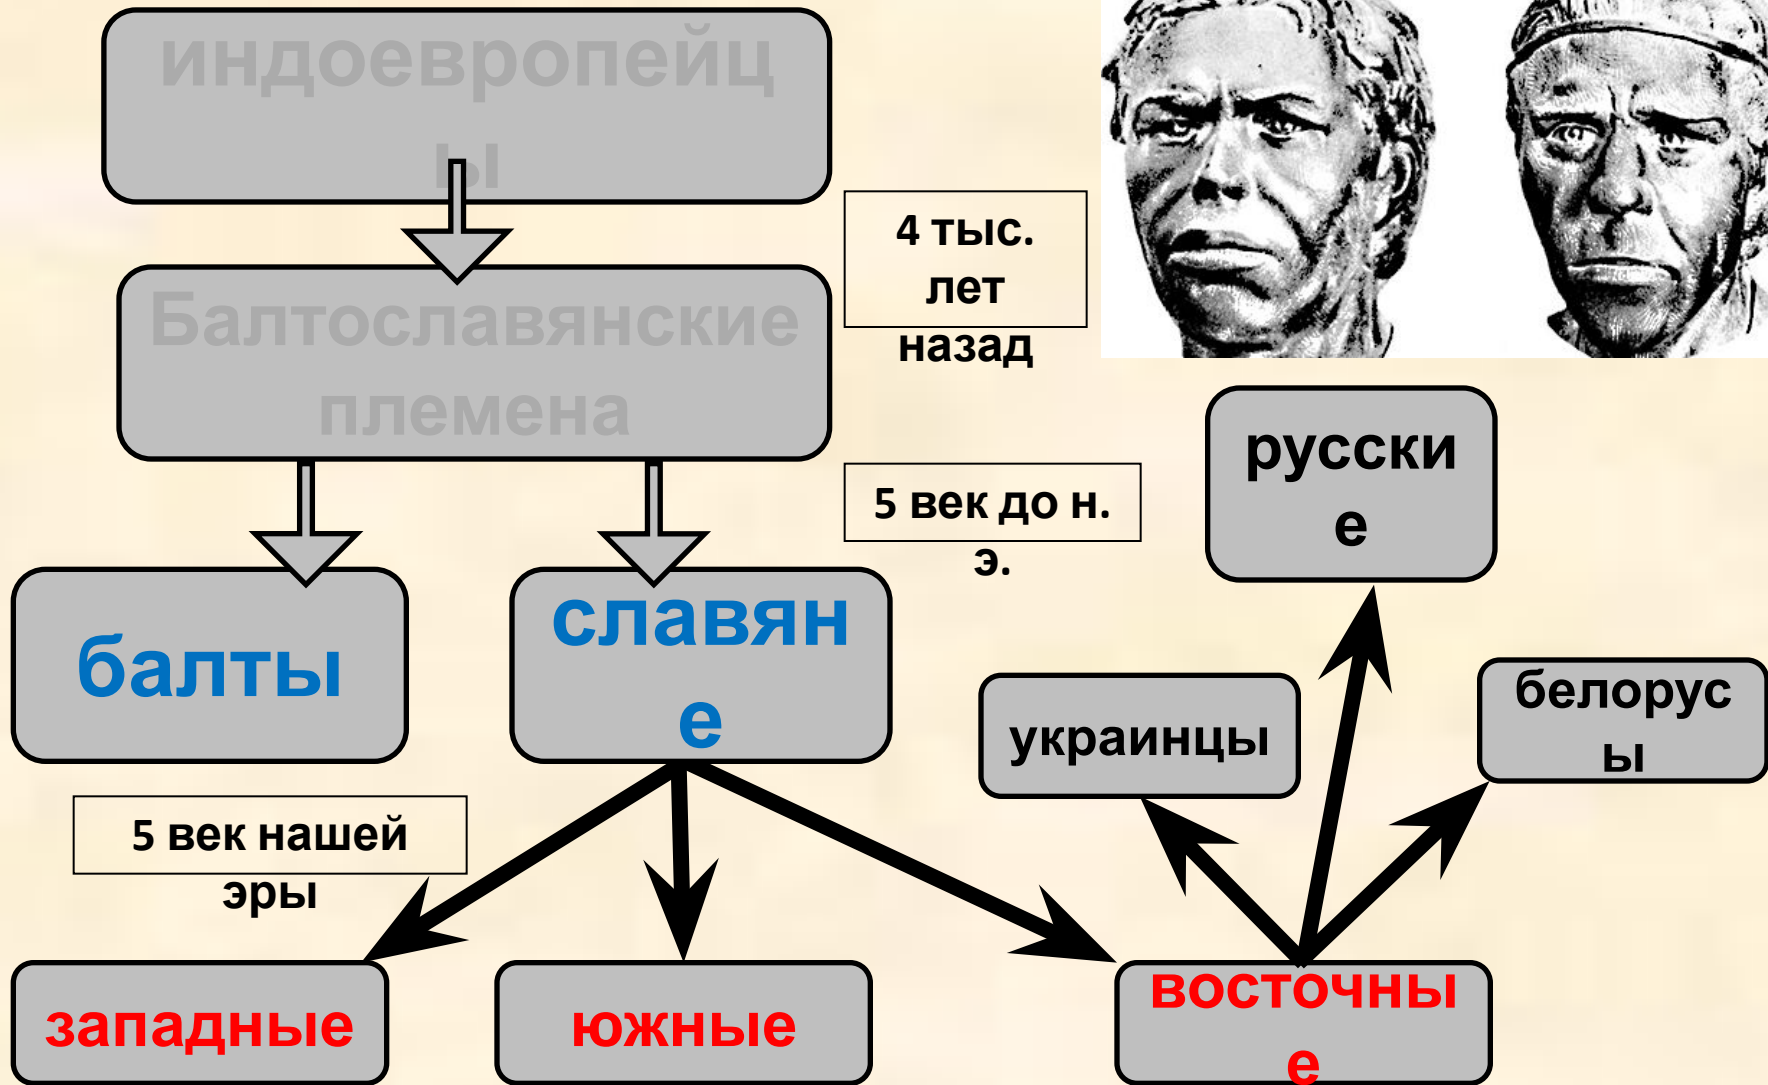 индоевропейц
ы
4 тыс.
лет
назад
Балтославянские
племена
5 век до н.
э.
русски
е
балты
славян
е
украинцы
белорус
ы
5 век нашей
эры
западные
южные
восточны
е